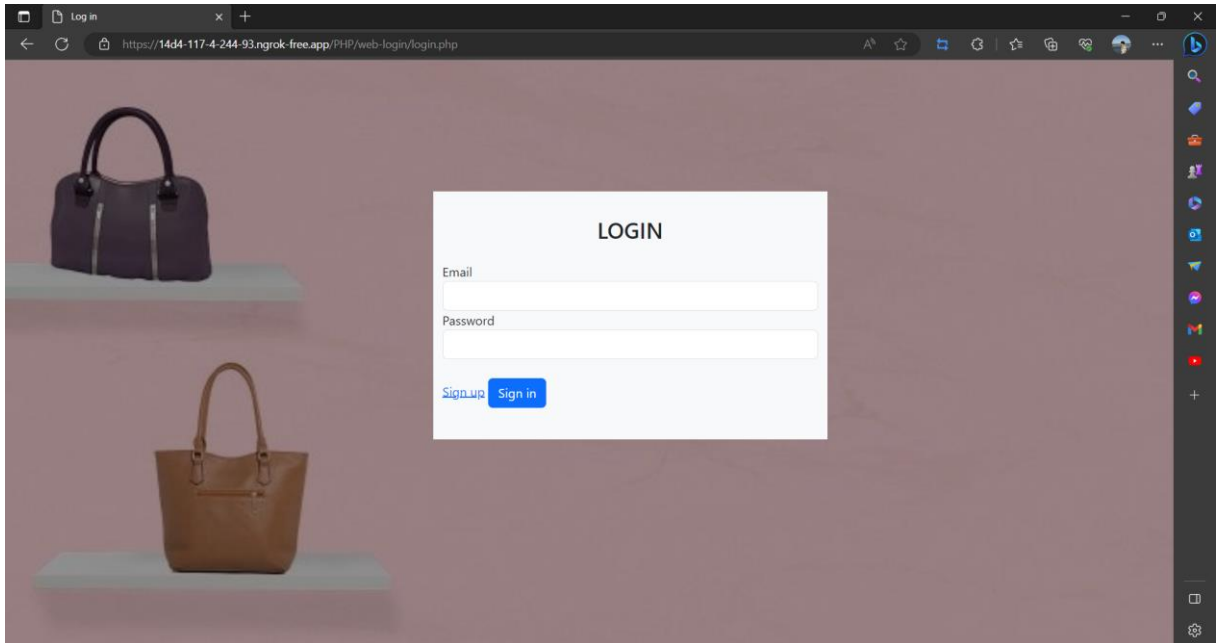 Log in
https://14d4-117-4-244-93.ngrok-free.app/PHP/web-login/login.php
LOGIN
Email
Password
Sign up Sign in